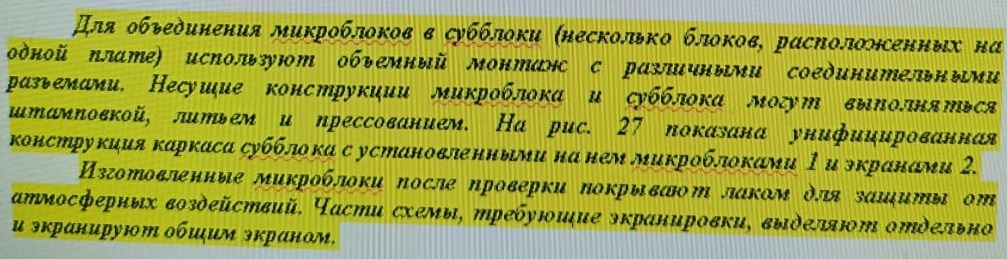 Для объединения микроблоков в субблоки (несколько блоков, расположенных на
одной плате) используют объемный монтаж с различными соединительными
разъемами. Несущие конструкции микроблока и субблока могут выполняться
штамповкой, литьем и прессованием. На рис. 27 показана унифицированная
конструкция каркаса субблока с установленными на нем микроблоками 1 и экранами 2.
Изготовленные микроблоки после проверки покрывают лаком для защиты от
атмосферных воздействий. Части схемы, требующие экранировки, выделяют отдельно
и экранируют общим экраном.